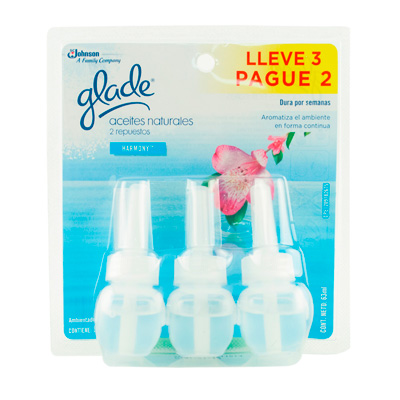 SC Johnson
A Family Company
LLEVE 3
PAGUE 2
glade
aceites naturales
2 repuestos
HARMONY
Dura por semanas
Aromatiza el ambiente
en forma continua
CONTIENE
CONT. NETO: 63ml